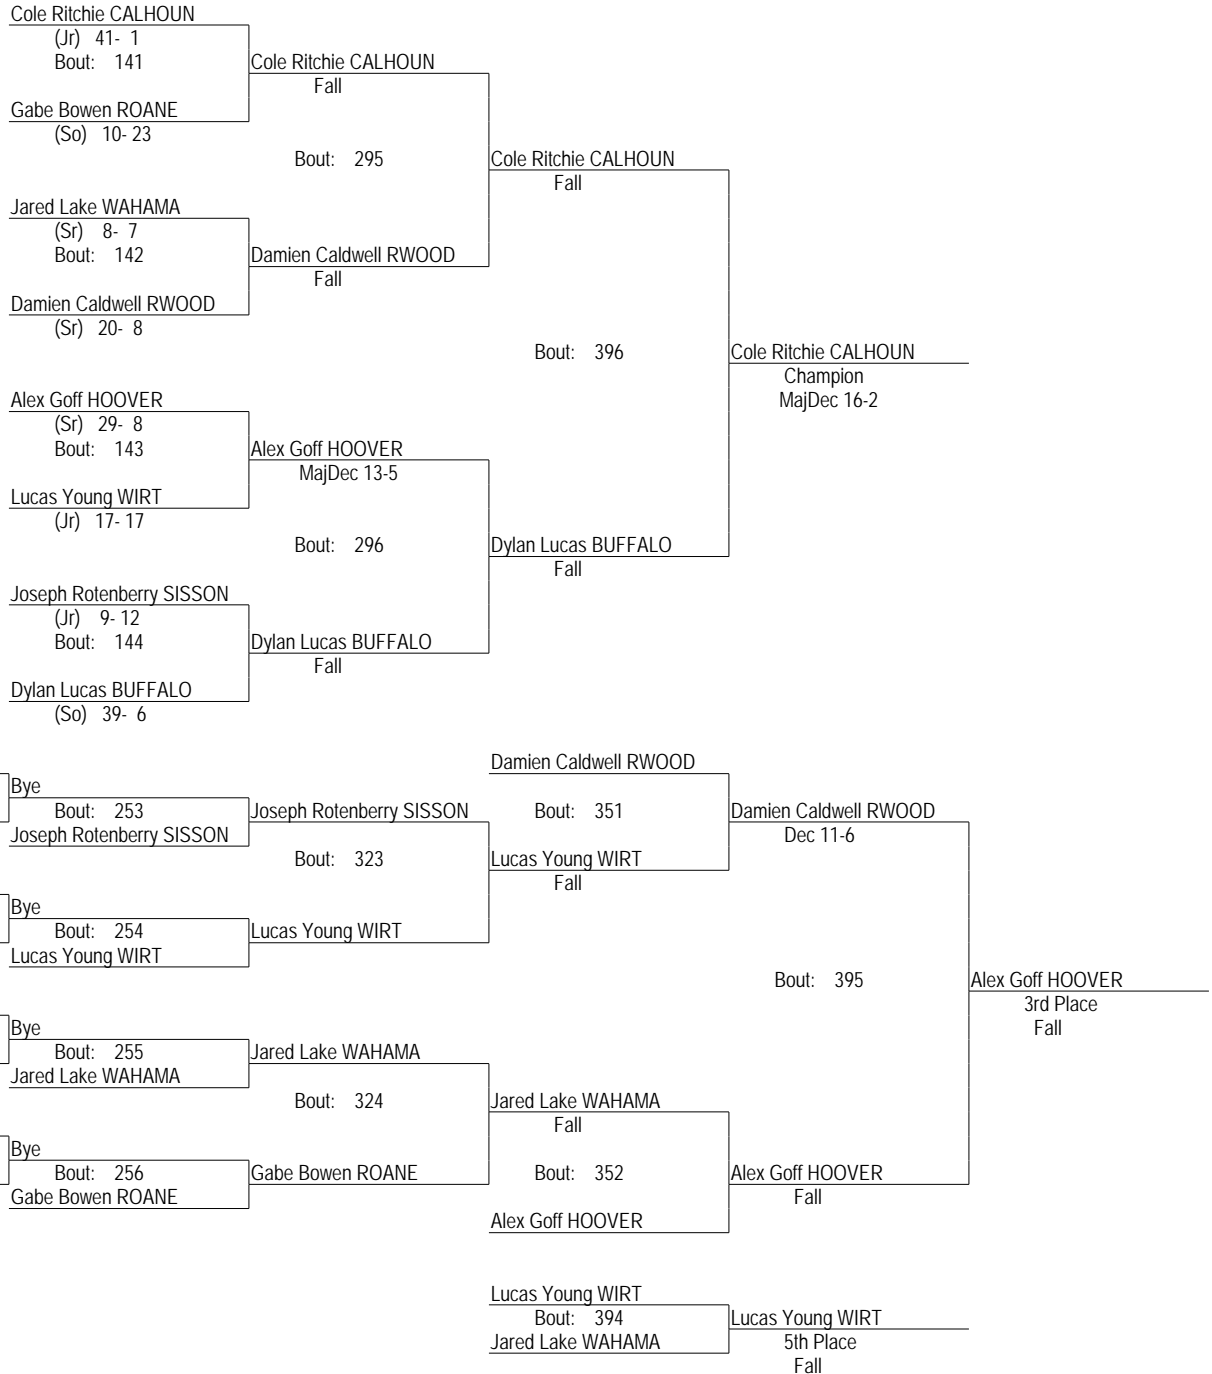 Cole Ritchie CALHOUN
(Jr) 41- 1
Bout: 141
Cole Ritchie CALHOUN
Fall
Gabe Bowen ROANE
(So) 10- 23
Bout: 295
Cole Ritchie CALHOUN
Fall
Jared Lake WAHAMA
(Sr) 8- 7
Bout: 142
Damien Caldwell RWOOD
Fall
Damien Caldwell RWOOD
(Sr) 20- 8
Bout: 396
Cole Ritchie CALHOUN
Champion
MajDec 16-2
Alex Goff HOOVER
(Sr) 29- 8
Bout: 143
Alex Goff HOOVER
MajDec 13-5
Lucas Young WIRT
(Jr) 17- 17
Bout: 296
Dylan Lucas BUFFALO
Fall
Joseph Rotenberry SISSON
(Jr) 9- 12
Bout: 144
Dylan Lucas BUFFALO
Fall
Dylan Lucas BUFFALO
(So) 39- 6
Damien Caldwell RWOOD
Bye
Bout: 253
Joseph Rotenberry SISSON
Bout: 351
Damien Caldwell RWOOD
Joseph Rotenberry SISSON
Dec 11-6
Bout: 323
Lucas Young WIRT
Fall
Bye
Bout: 254
Lucas Young WIRT
Lucas Young WIRT
Bout: 395
Alex Goff HOOVER
3rd Place
Fall
Bye
Bout: 255
Jared Lake WAHAMA
Jared Lake WAHAMA
Bout: 324
Jared Lake WAHAMA
Fall
Bye
Bout: 256
Gabe Bowen ROANE
Bout: 352
Alex Goff HOOVER
Gabe Bowen ROANE
Fall
Alex Goff HOOVER
Lucas Young WIRT
Bout: 394
Lucas Young WIRT
Jared Lake WAHAMA
5th Place
Fall